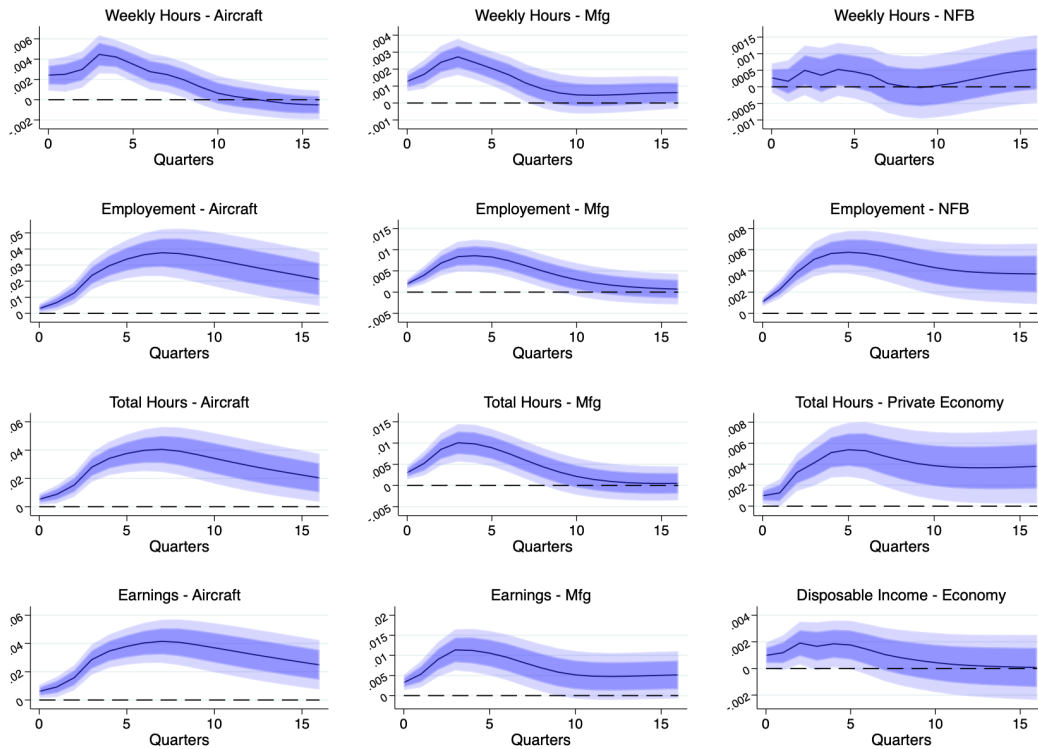 Weekly Hours - Aircraft
.006
.004
.002
0
-.002
0 5 10 15
Quarters
Weekly Hours - Mfg
.004
.003
.002
.001
0
-.001
0 5 10 15
Quarters
Weekly Hours - NFB
.0015
.001
.0005
0
-.0005
-.001
0 5 10 15
Quarters
Employement - Aircraft
.05
.04
.03
.02
.01
0
0 5 10 15
Quarters
Employement - Mfg
.015
.01
.005
0
-.005
0 5 10 15
Quarters
Employment - NFB
.008
.006
.004
.002
0
0 5 10 15
Quarters
Total Hours - Aircraft
.06
.04
.02
0
0 5 10 15
Quarters
Total Hours - Mfg
.015
.01
.005
0
-.005
0 5 10 15
Quarters
Total Hours - Private Economy
.008
.006
.004
.002
0
0 5 10 15
Quarters
Earnings - Aircraft
.06
.04
.02
0
0 5 10 15
Quarters
Earnings - Mfg
.02
.015
.01
.005
0
0 5 10 15
Quarters
Disposable Income - Economy
.004
.002
0
-.002
0 5 10 15
Quarters